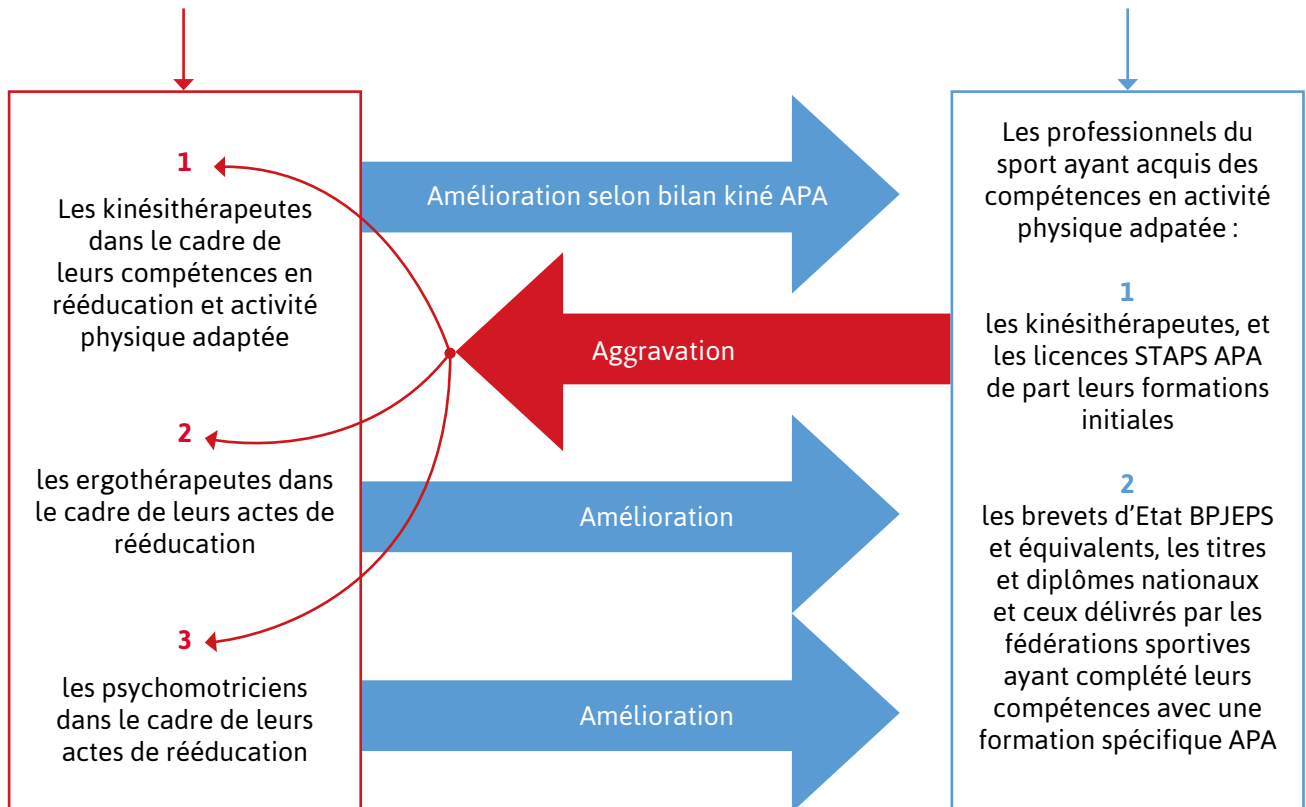 1
Les kinésithérapeutes
dans le cadre de
leurs compétences en
rééducation et activité
physique adaptée
2
les ergothérapeutes dans
le cadre de leurs actes de
rééducation
3
les psychomotriciens
dans le cadre de leurs
actes de rééducation
Amélioration selon bilan kiné APA
Aggravation
Amélioration
Amélioration
Les professionnels du
sport ayant acquis des
compétences en activité
physique adpatée :
1
les kinésithérapeutes, et
les licences STAPS APA
de part leurs formations
initiales
2
les brevets d’Etat BPJEPS
et équivalents, les titres
et diplômes nationaux
et ceux délivrés par les
fédérations sportives
ayant complété leurs
compétences avec une
formation spécifique APA